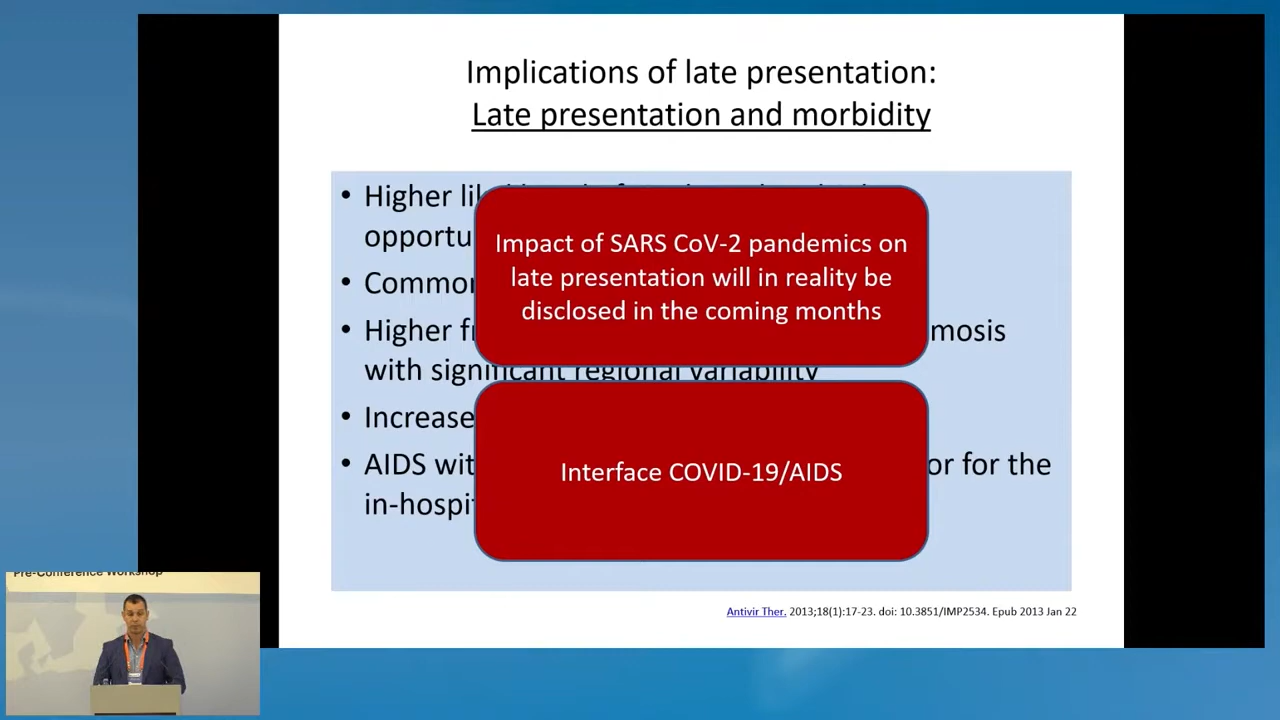 Implications of late presentation:
Late presentation and morbidity
• Higher
opportu
• Common
• Higher
mosis
with significant regional variability
• Increase
• AIDS wit
or for the
in-hospi
Impact of SARS CoV-2 pandemics on
late presentation will in reality be
disclosed in the coming months
Interface COVID-19/AIDS
Antivir Ther. 2013;18(1):17-23. doi: 10.3851/IMP2534. Epub 2013 Jan 22
Pre-Conference Workshop